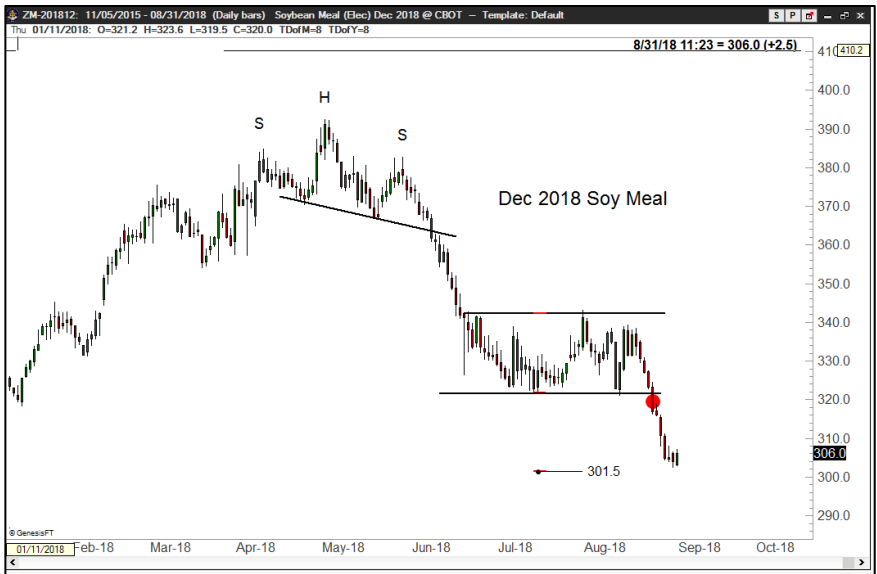 ZM-201812: 11/05/2015 - 08/31/2018 (Daily bars) Soybean Meal (Elec) Dec 2018 @ CBOT – Template: Default
S P
Thu 01/11/2018: O=321.2 H=323.6 L=319.5 C=320.0 TDofM=8 TDofY=8
8/31/18 11:23 = 306.0 (+2.5)
410.2
400.0
H
S
S
390.0
380.0
Dec 2018 Soy Meal
370.0
360.0
350.0
340.0
330.0
320.0
310.0
306.0
301.5
300.0
290.0
© GenesisFT
01/11/2018 Feb-18 Mar-18 Apr-18 May-18 Jun-18 Jul-18 Aug-18 Sep-18 Oct-18